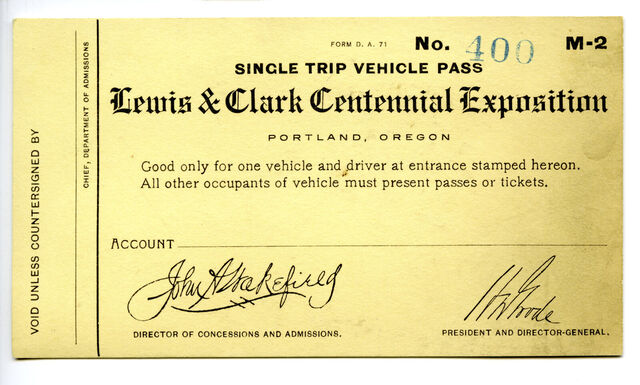 FORM D. A. 71 No. 400 M-2
SINGLE TRIP VEHICLE PASS
Lewis & Clark Centennial Exposition
PORTLAND, OREGON
Good only for one vehicle and driver at entrance stamped hereon.
All other occupants of vehicle must present passes or tickets.
ACCOUNT
John A Wakefield
H W Goode
DIRECTOR OF CONCESSIONS AND ADMISSIONS.
PRESIDENT AND DIRECTOR-GENERAL.
VOID UNLESS COUNTERSIGNED BY
CHIEF, DEPARTMENT OF ADMISSIONS